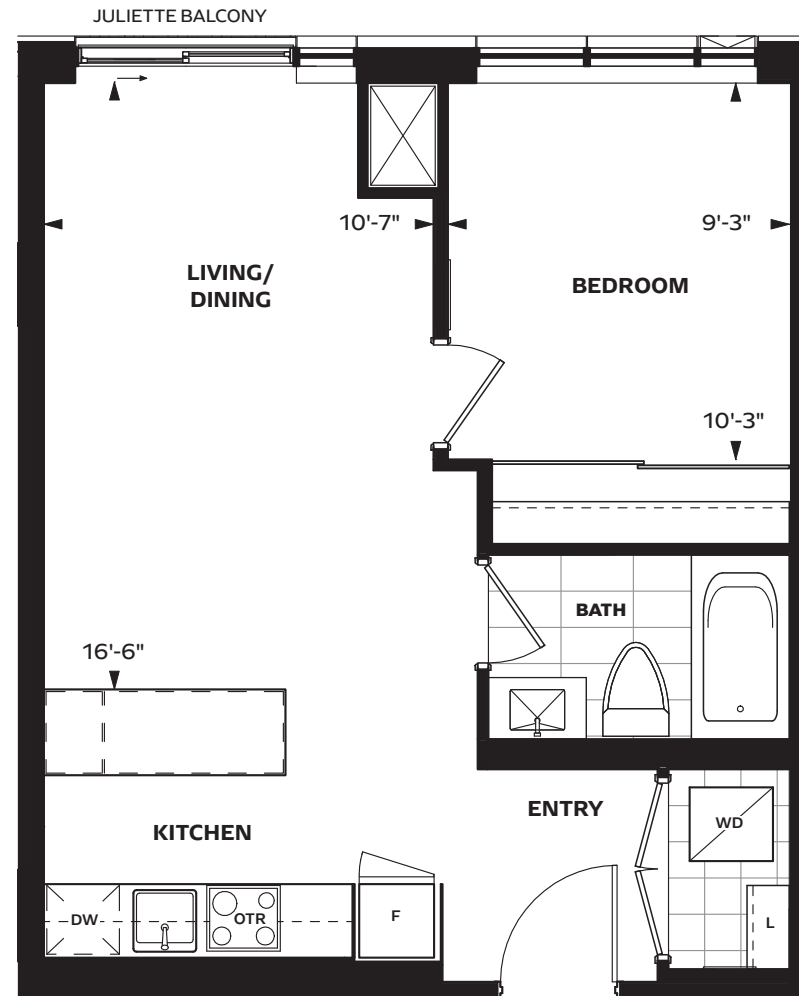 JULIETTE BALCONY
10'-7"
9'-3"
LIVING/
DINING
BEDROOM
10'-3"
BATH
16'-6"
ENTRY
KITCHEN
WD
DW
OTR
F
L